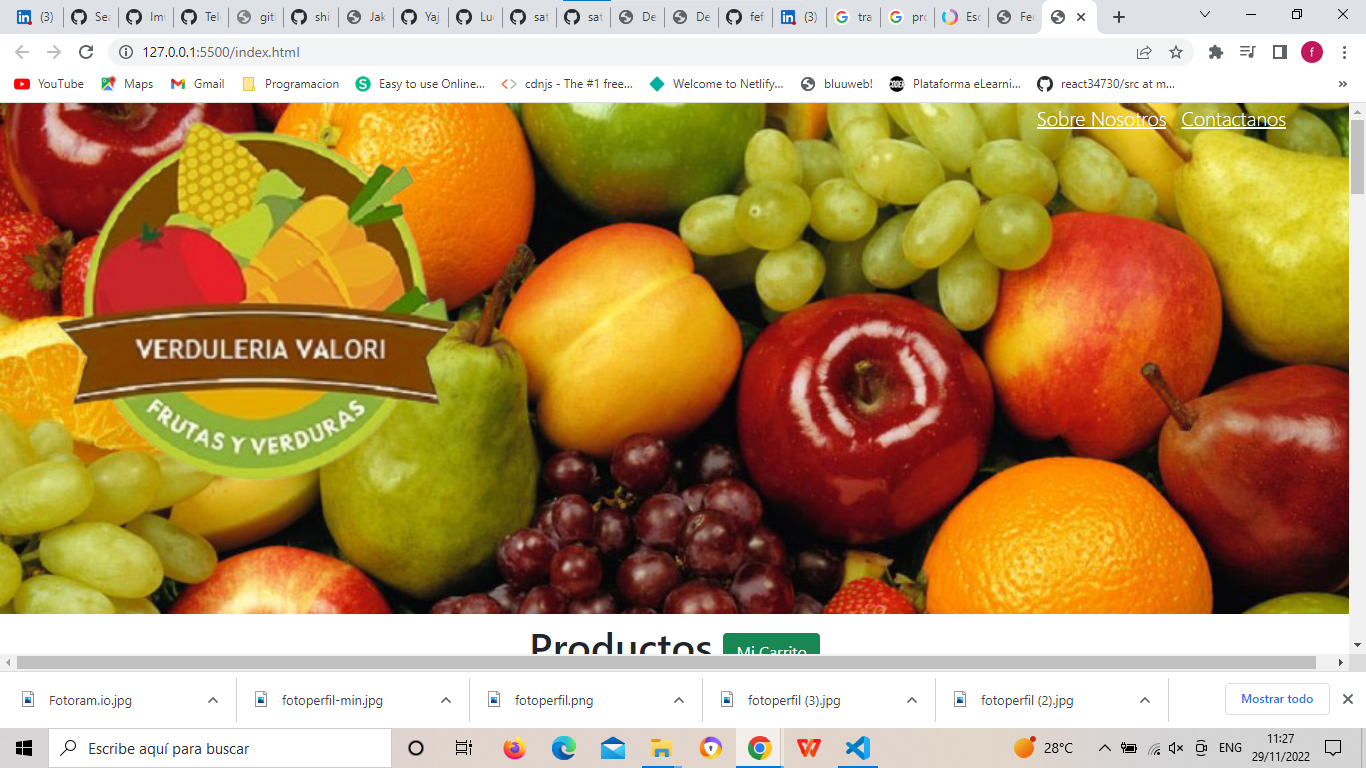 (3)
Sea
Im
Tel
git
shi
Jak
Yaj
Luc
sat
sat
De
De
fef
(3)
tra
pro
Esc
Fec
127.0.0.1:5500/index.html
f
YouTube
Maps
Gmail
Programacion
Easy to use Online...
cdnjs - The #1 free...
Welcome to Netlify...
bluuweb!
Plataforma eLearni...
react34730/src at m...
»
Sobre Nosotros Contactanos
VERDULERIA VALORI
FRUTAS Y VERDURAS
Productos Mi Carrito
Fotoram.io.jpg
fotoperfil-min.jpg
fotoperfil.png
fotoperfil (3).jpg
fotoperfil (2).jpg
Mostrar todo
Escribe aquí para buscar
28°C
ENG
11:27
29/11/2022